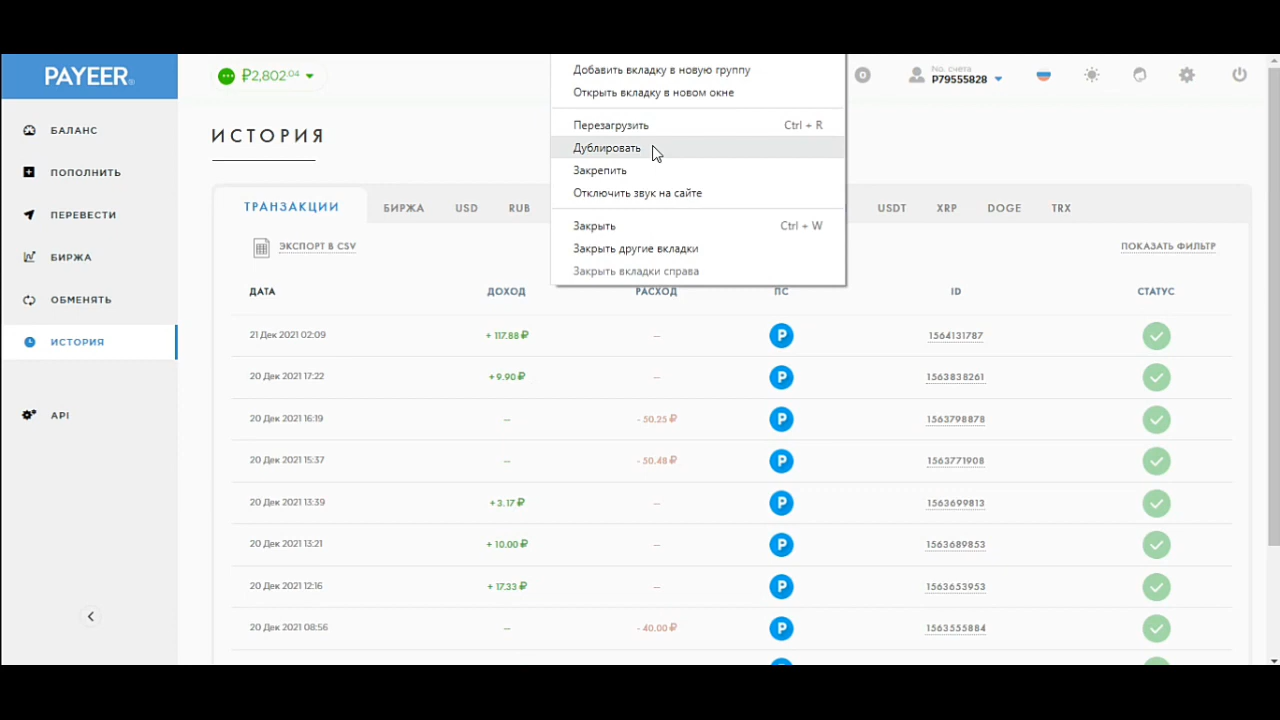 PAYEER®
₽2,802.04
No. счета
P79555828
Добавить вкладку в новую группу
Открыть вкладку в новом окне
Перезагрузить Ctrl + R
Дублировать
Закрепить
Отключить звук на сайте
Закрыть Ctrl + W
Закрыть другие вкладки
Закрыть вкладки справа
БАЛАНС
ПОПОЛНИТЬ
ПЕРЕВЕСТИ
БИРЖА
ОБМЕНЯТЬ
ИСТОРИЯ
API
ИСТОРИЯ
ТРАНЗАКЦИИ БИРЖА USD RUB USDT XRP DOGE TRX
ЭКСПОРТ В CSV ПОКАЗАТЬ ФИЛЬТР
ДАТА ДОХОД РАСХОД ПС ID СТАТУС
21 Дек 2021 02:09 + 117.88 ₽ – P 1564131787
20 Дек 2021 17:22 + 9.90 ₽ – P 1563838261
20 Дек 2021 16:19 – - 50.25 ₽ P 1563798878
20 Дек 2021 15:37 – - 50.48 ₽ P 1563771908
20 Дек 2021 13:39 + 3.17 ₽ – P 1563699813
20 Дек 2021 13:21 + 10.00 ₽ – P 1563689853
20 Дек 2021 12:16 + 17.33 ₽ – P 1563653953
20 Дек 2021 08:56 – - 40.00 ₽ P 1563555884